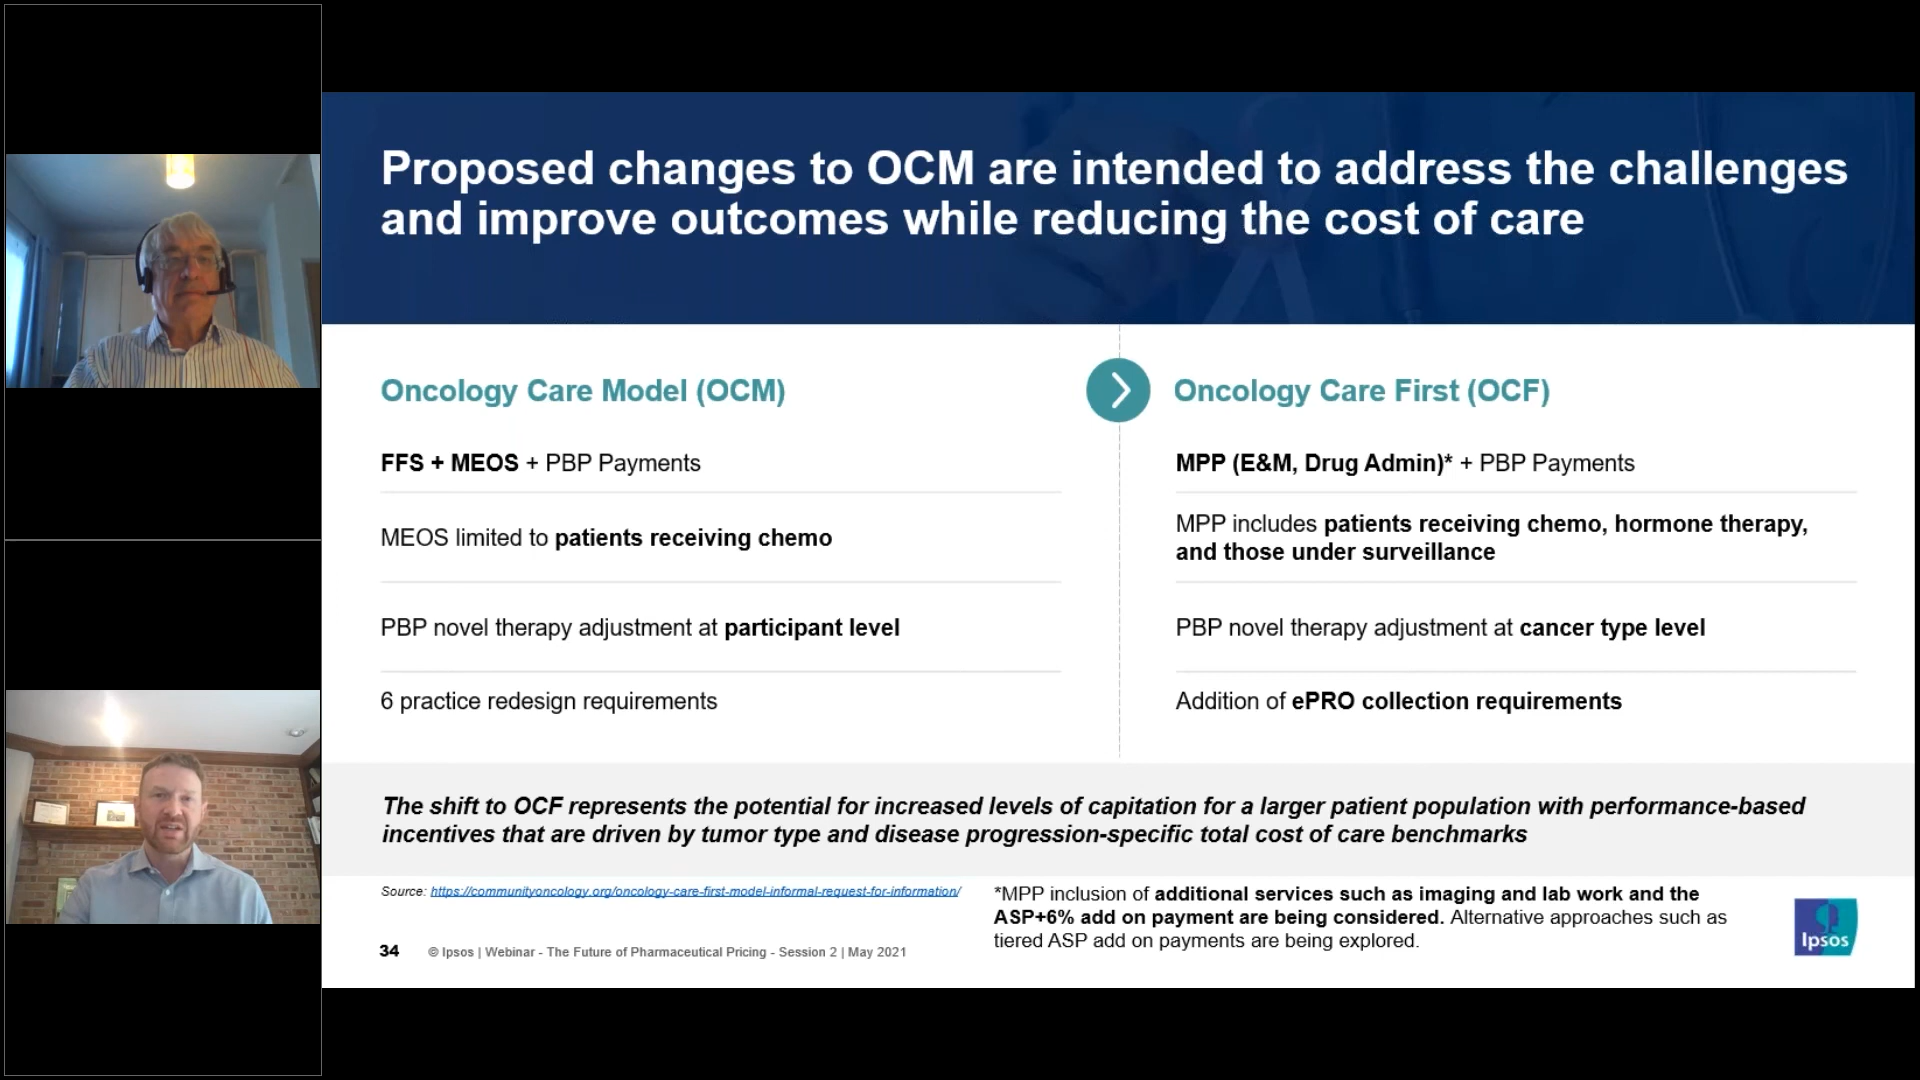 Proposed changes to OCM are intended to address the challenges
and improve outcomes while reducing the cost of care
Oncology Care Model (OCM)
FFS + MEOS + PBP Payments
MEOS limited to patients receiving chemo
PBP novel therapy adjustment at participant level
6 practice redesign requirements
Oncology Care First (OCF)
MPP (E&M, Drug Admin)* + PBP Payments
MPP includes patients receiving chemo, hormone therapy,
and those under surveillance
PBP novel therapy adjustment at cancer type level
Addition of ePRO collection requirements
The shift to OCF represents the potential for increased levels of capitation for a larger patient population with performance-based
incentives that are driven by tumor type and disease progression-specific total cost of care benchmarks
Source: https://communityoncology.org/oncology-care-first-model-informal-request-for-information/
*MPP inclusion of additional services such as imaging and lab work and the
ASP+6% add on payment are being considered. Alternative approaches such as
tiered ASP add on payments are being explored.
34 © Ipsos | Webinar - The Future of Pharmaceutical Pricing - Session 2 | May 2021
Ipsos